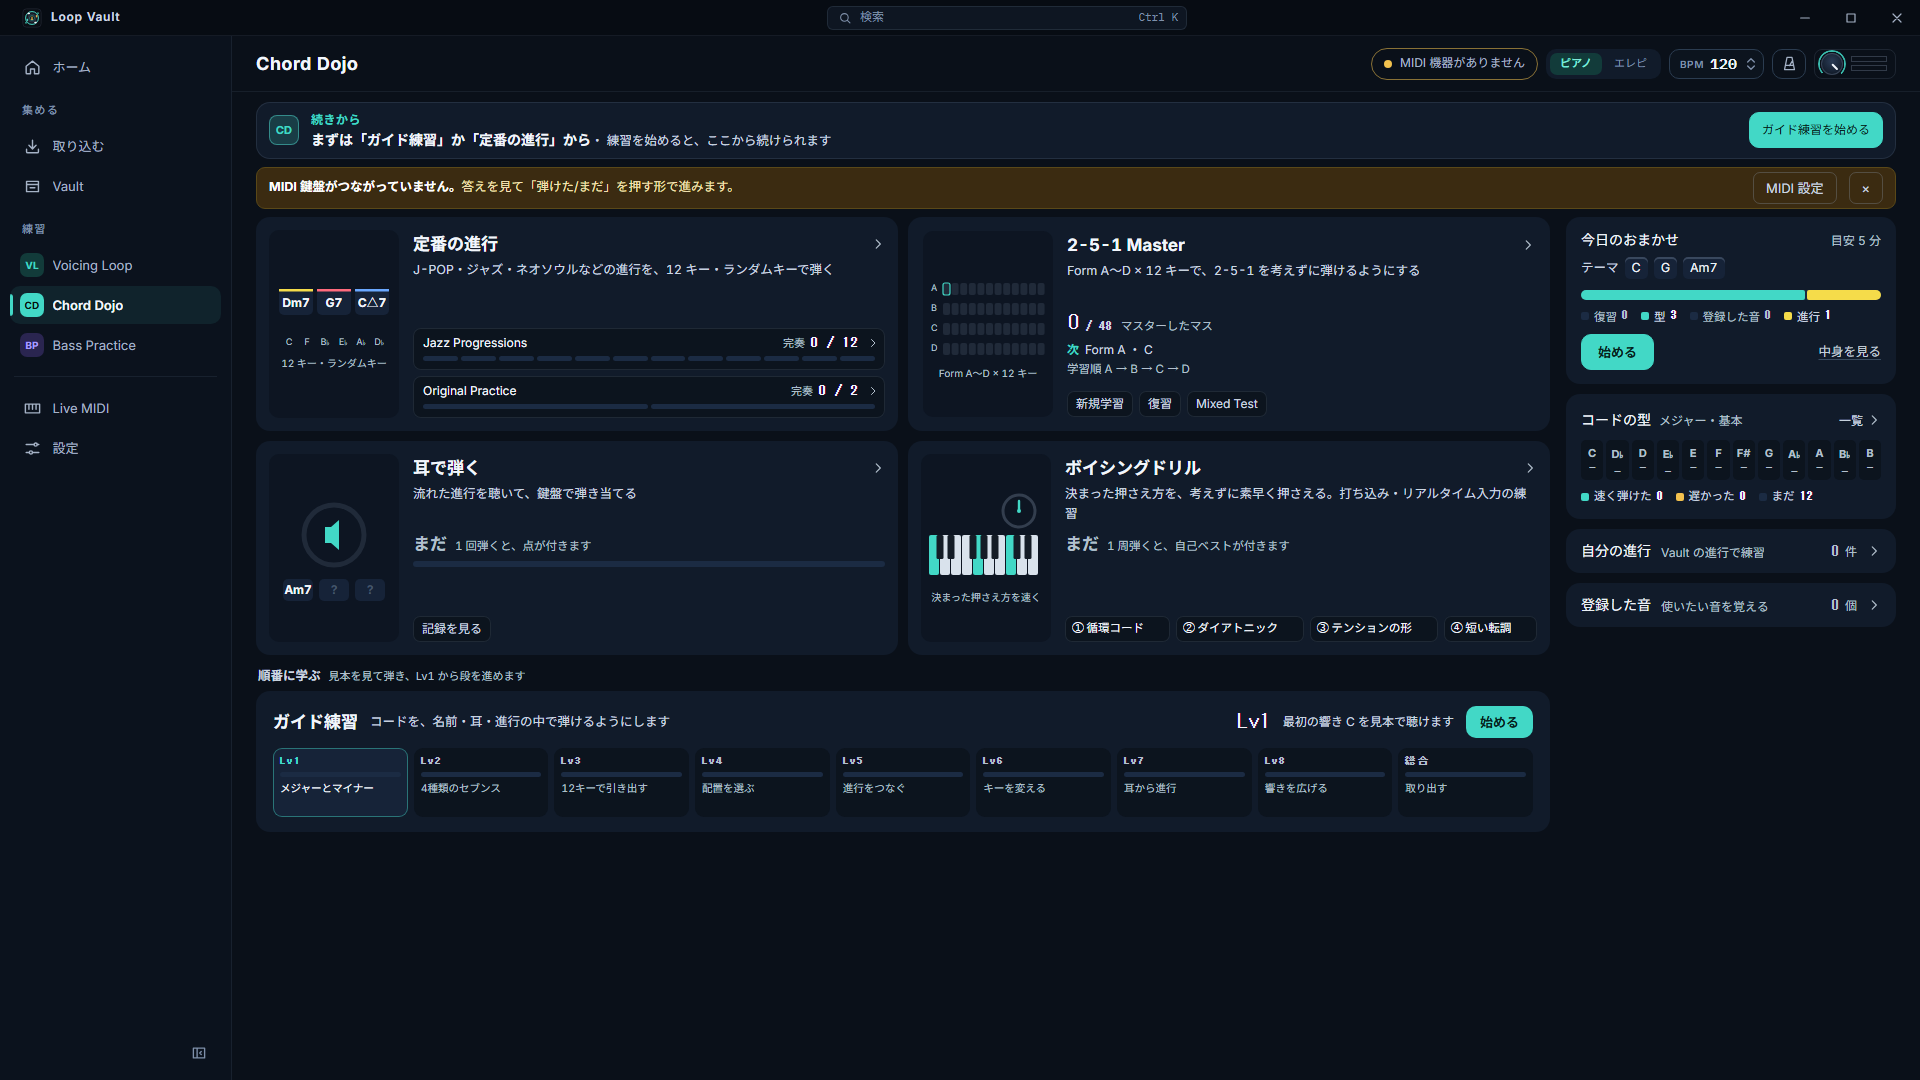 Loop Vault
検索
Ctrl K
ホーム
集める
取り込む
Vault
練習
VL Voicing Loop
CD Chord Dojo
BP Bass Practice
Live MIDI
設定
Chord Dojo
MIDI 機器がありません
ピアノ エレピ
BPM 120
CD
続きから
まずは「ガイド練習」か「定番の進行」から・練習を始めると、ここから続けられます
ガイド練習を始める
MIDI 鍵盤がつながっていません。答えを見て「弾けた/まだ」を押す形で進みます。
MIDI 設定
×
Dm7 G7 C△7
C F B♭ E♭ A♭ D♭
12 キー・ランダムキー
定番の進行
J-POP・ジャズ・ネオソウルなどの進行を、12 キー・ランダムキーで弾く
Jazz Progressions 完奏 0 / 12
Original Practice 完奏 0 / 2
A
B
C
D
Form A〜D × 12 キー
2-5-1 Master
Form A〜D × 12 キーで、2-5-1 を考えずに弾けるようにする
0 / 48 マスターしたマス
次 Form A ・ C
学習順 A → B → C → D
新規学習 復習 Mixed Test
Am7 ? ?
耳で弾く
流れた進行を聴いて、鍵盤で弾き当てる
まだ 1 回弾くと、点が付きます
記録を見る
決まった押さえ方を速く
ボイシングドリル
決まった押さえ方を、考えずに素早く押さえる。打ち込み・リアルタイム入力の練
習
まだ 1 周弾くと、自己ベストが付きます
① 循環コード ② ダイアトニック ③ テンションの形 ④ 短い転調
今日のおまかせ 目安 5 分
テーマ C G Am7
復習 0 型 3 登録した音 0 進行 1
始める 中身を見る
コードの型 メジャー・基本 一覧
C D♭ D E♭ E F F# G A♭ A B♭ B
– – – – – – – – – – – –
速く弾けた 0 遅かった 0 まだ 12
自分の進行 Vault の進行で練習 0 件
登録した音 使いたい音を覚える 0 個
順番に学ぶ 見本を見て弾き、Lv1 から段を進めます
ガイド練習 コードを、名前・耳・進行の中で弾けるようにします
Lv1 最初の響き C を見本で聴けます 始める
Lv1 メジャーとマイナー
Lv2 4種類のセブンス
Lv3 12キーで引き出す
Lv4 配置を選ぶ
Lv5 進行をつなぐ
Lv6 キーを変える
Lv7 耳から進行
Lv8 響きを広げる
総合 取り出す